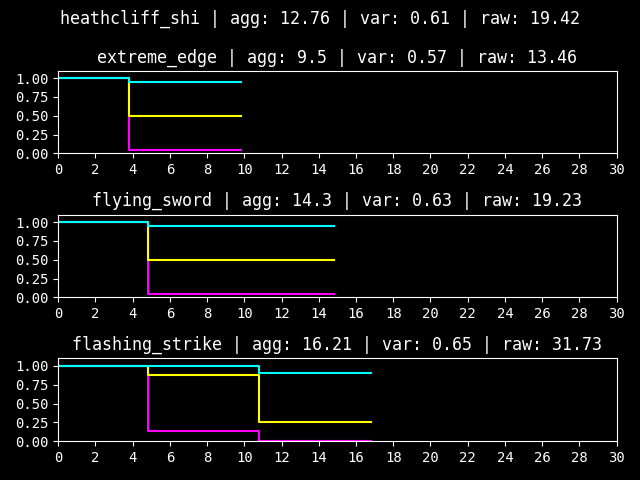 heathcliff_shi | agg: 12.76 | var: 0.61 | raw: 19.42
extreme_edge | agg: 9.5 | var: 0.57 | raw: 13.46
1.00
0.75
0.50
0.25
0.00
0 2 4 6 8 10 12 14 16 18 20 22 24 26 28 30
flying_sword | agg: 14.3 | var: 0.63 | raw: 19.23
1.00
0.75
0.50
0.25
0.00
0 2 4 6 8 10 12 14 16 18 20 22 24 26 28 30
flashing_strike | agg: 16.21 | var: 0.65 | raw: 31.73
1.00
0.75
0.50
0.25
0.00
0 2 4 6 8 10 12 14 16 18 20 22 24 26 28 30